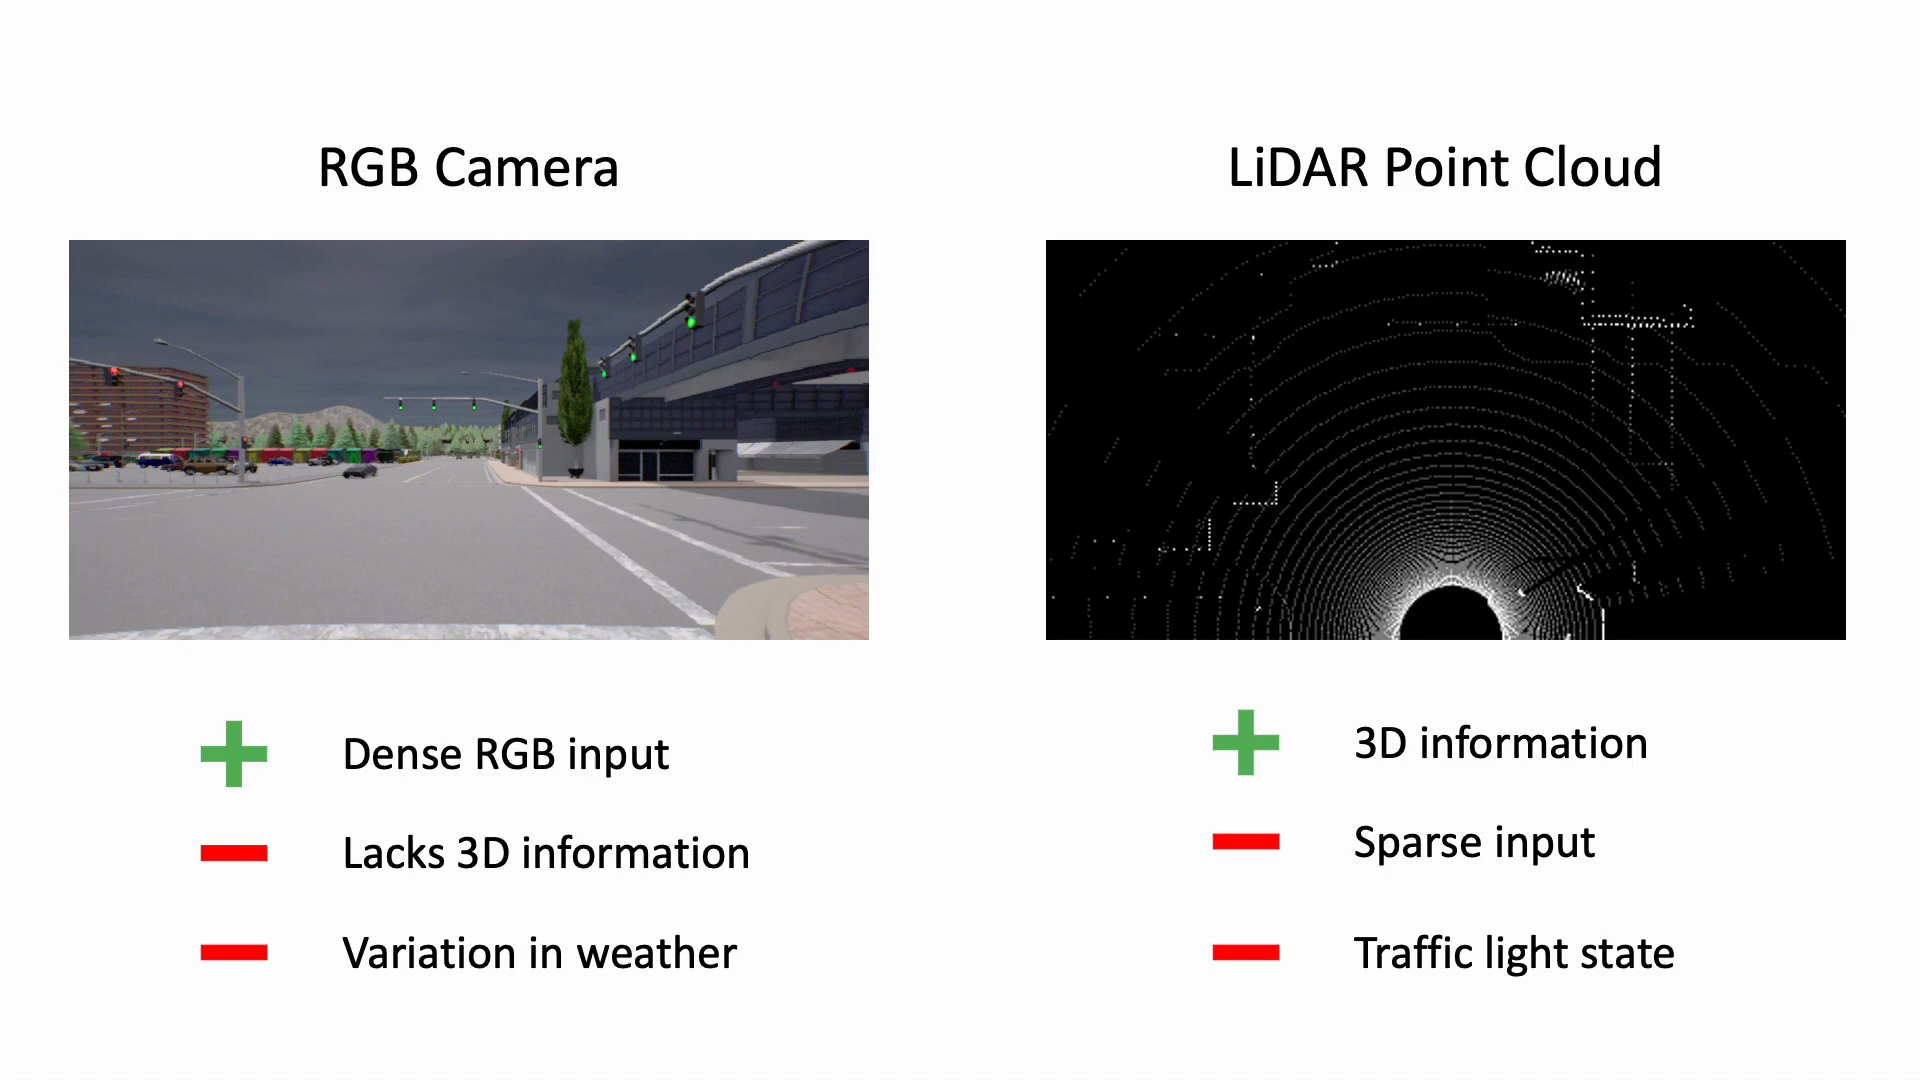 RGB Camera
Dense RGB input
Lacks 3D information
Variation in weather
LiDAR Point Cloud
3D information
Sparse input
Traffic light state